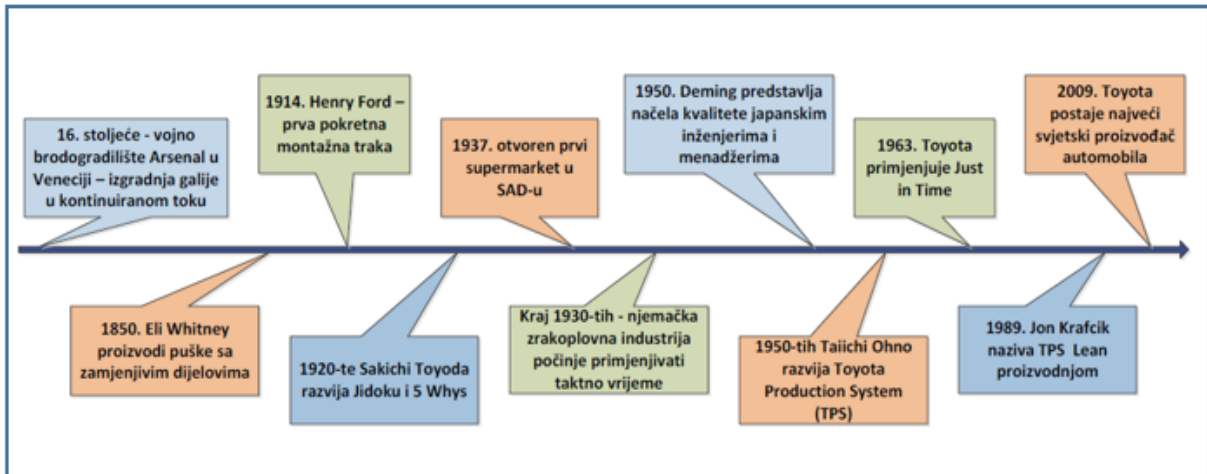 16. stoljeće - vojno
brodogradilište Arsenal u
Veneciji – izgradnja galije
u kontinuiranom toku
1850. Eli Whitney
proizvodi puške sa
zamjenjivim dijelovima
1914. Henry Ford –
prva pokretna
montažna traka
1920-te Sakichi Toyoda
razvija Jidoku i 5 Whys
1937. otvoren prvi
supermarket u
SAD-u
Kraj 1930-tih - njemačka
zrakoplovna industrija
počinje primjenjivati
taktno vrijeme
1950. Deming predstavlja
načela kvalitete japanskim
inženjerima i
menadžerima
1950-tih Taiichi Ohno
razvija Toyota
Production System
(TPS)
1963. Toyota
primjenjuje Just
in Time
1989. Jon Krafcik
naziva TPS Lean
proizvodnjom
2009. Toyota
postaje najveći
svjetski proizvođač
automobila